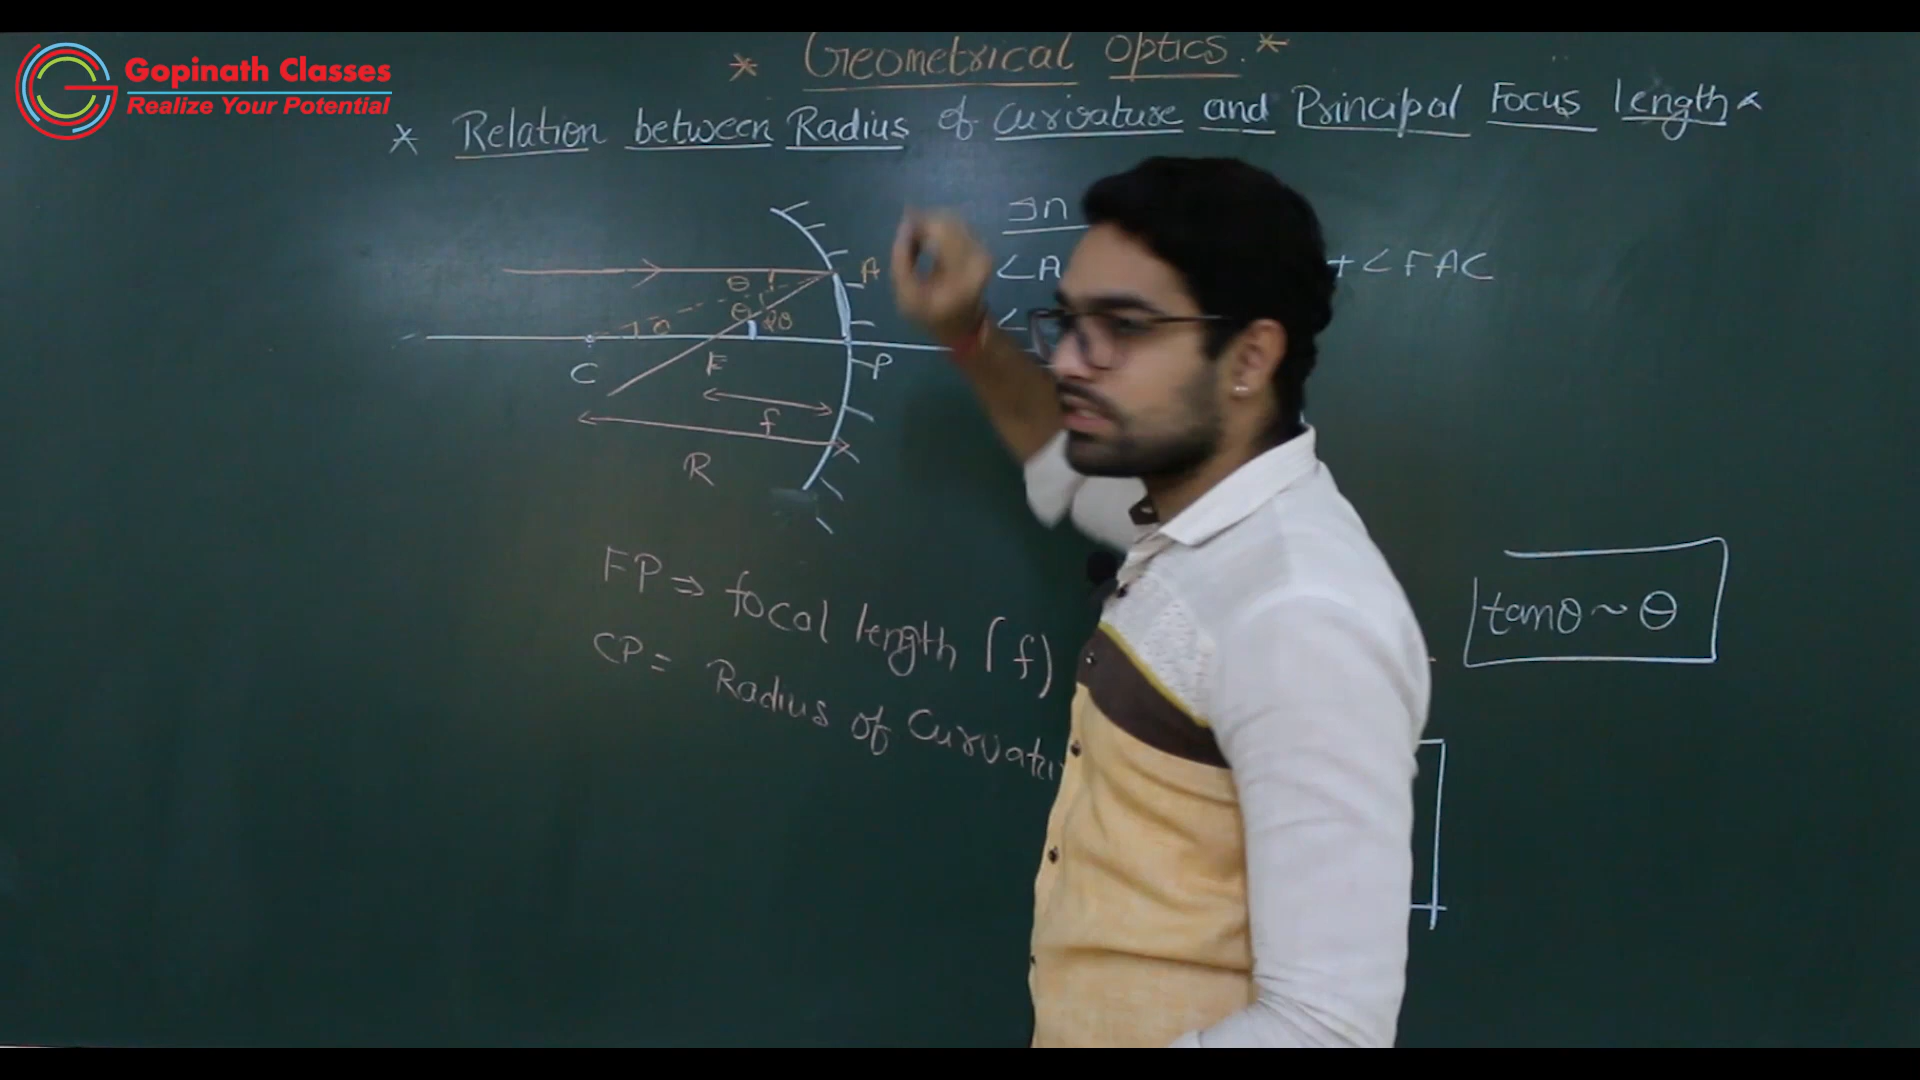 Gopinath Classes
Realize Your Potential
* Geometrical Optics. *
* Relation between Radius of Curvature and Principal Focus length *
In
∠A + ∠FAC
∠
A
θ
θ
θ 2θ
C F P
f
R
FP ⇒ focal length (f)
CP = Radius of Curvatu
tanθ ~ θ